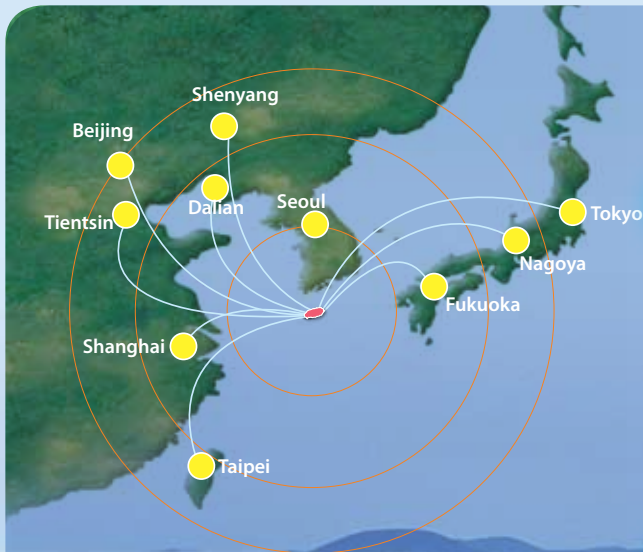 Shenyang
Beijing
Dalian
Seoul
Tientsin
Tokyo
Nagoya
Fukuoka
Shanghai
Taipei